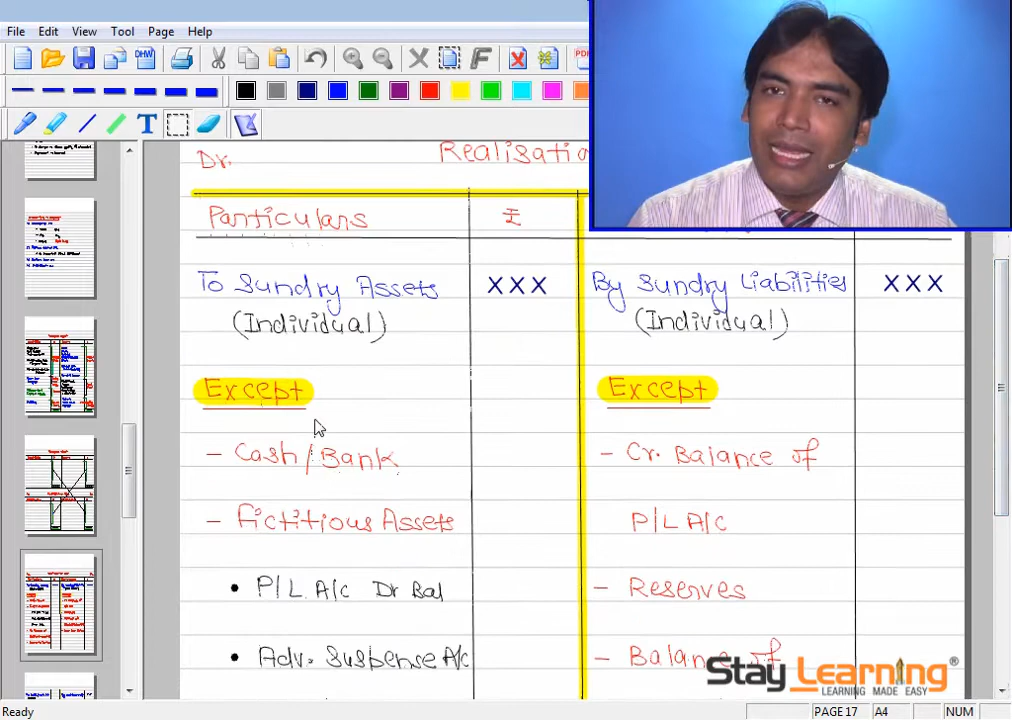 File Edit View Tool Page Help
DHW
PDF
F
T
Dr.
Realisatio
Particulars ₹
To Sundry Assets XXX By Sundry Liabilities XXX
(Individual) (Individual)
Except Except
- Cash/Bank - Cr. Balance of
- Fictitious Assets P/L A/c
• P/L A/c Dr Bal - Reserves
• Adv. Suspense A/c - Balance of
Stay Learning®
LEARNING MADE EASY
Ready PAGE 17 A4 NUM